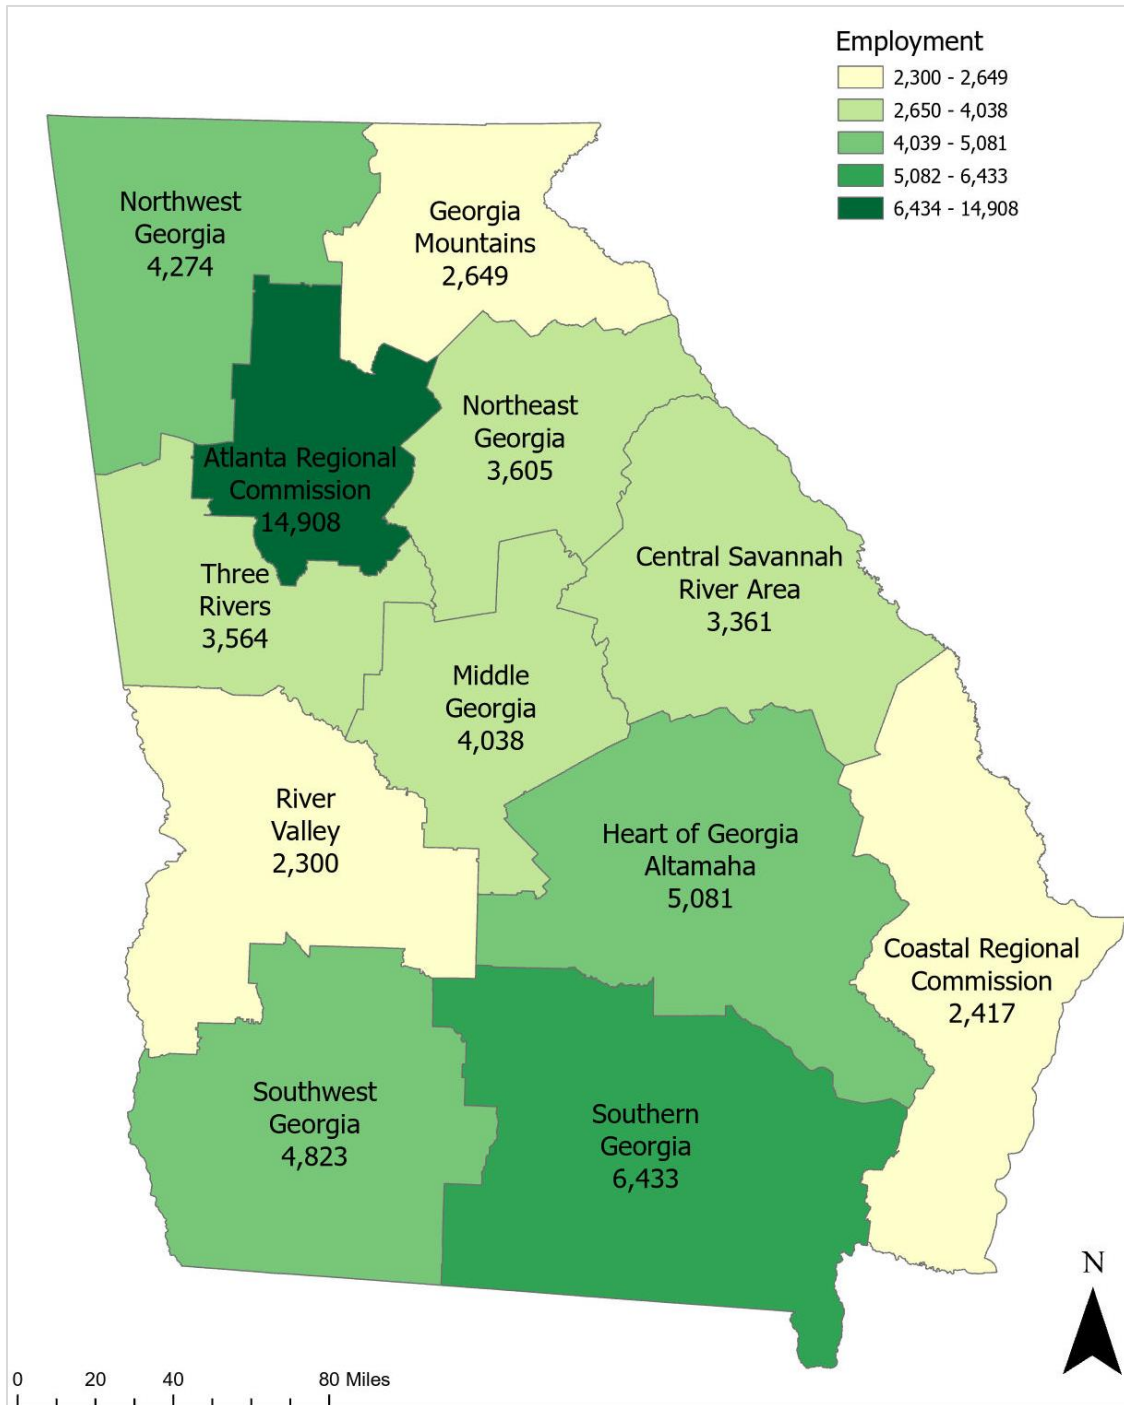 Employment
2,300 - 2,649
2,650 - 4,038
4,039 - 5,081
5,082 - 6,433
6,434 - 14,908
Northwest
Georgia
4,274
Georgia
Mountains
2,649
Northeast
Georgia
3,605
Atlanta Regional
Commission
14,908
Three
Rivers
3,564
Central Savannah
River Area
3,361
Middle
Georgia
4,038
River
Valley
2,300
Heart of Georgia
Altamaha
5,081
Coastal Regional
Commission
2,417
Southwest
Georgia
4,823
Southern
Georgia
6,433
N
0 20 40 80 Miles